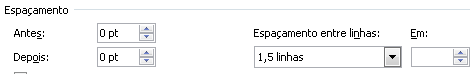 Espaçamento
Antes: 0 pt Espaçamento entre linhas: Em:
Depois: 0 pt 1,5 linhas